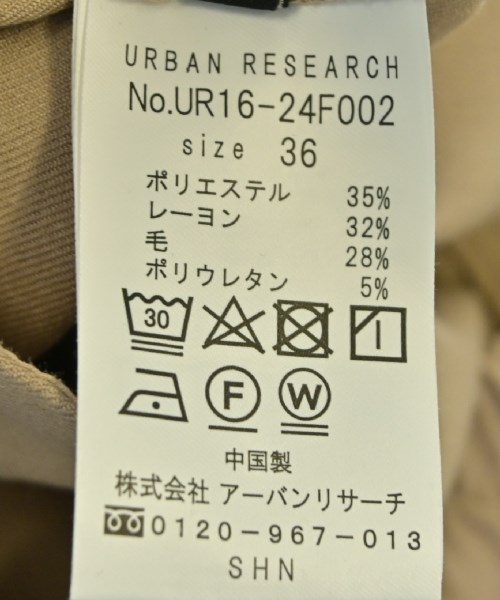 URBAN RESEARCH
No.UR16-24F002
size 36
ポリエステル 35%
レーヨン 32%
毛 28%
ポリウレタン 5%
30
F W
中国製
株式会社 アーバンリサーチ
0120-967-013
SHN